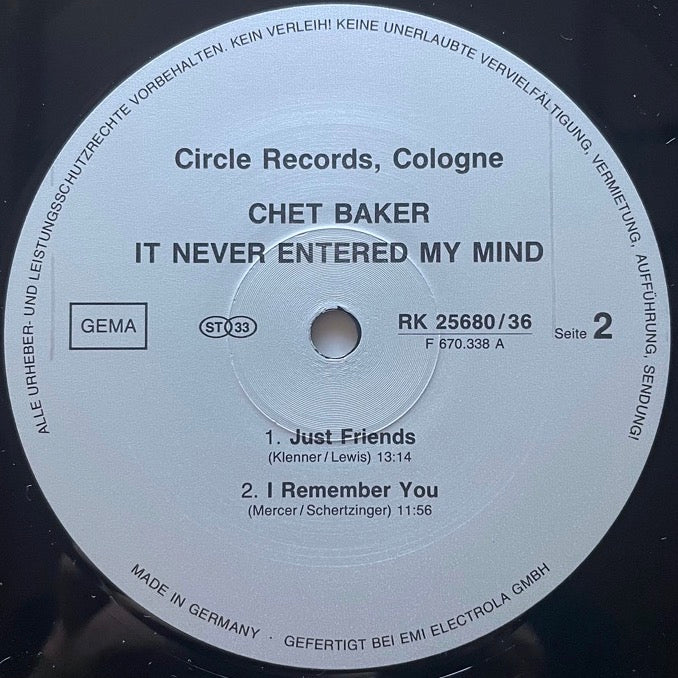 ALLE URHEBER- UND LEISTUNGSSCHUTZRECHTE VORBEHALTEN. KEIN VERLEIH! KEINE UNERLAUBTE VERVIELFÄLTIGUNG, VERMIETUNG, AUFFÜHRUNG, SENDUNG!
Circle Records, Cologne
CHET BAKER
IT NEVER ENTERED MY MIND
GEMA
ST 33
RK 25680/36
F 670.338 A
Seite 2
1. Just Friends
(Klenner/Lewis) 13:14
2. I Remember You
(Mercer/Schertzinger) 11:56
MADE IN GERMANY · GEFERTIGT BEI EMI ELECTROLA GMBH